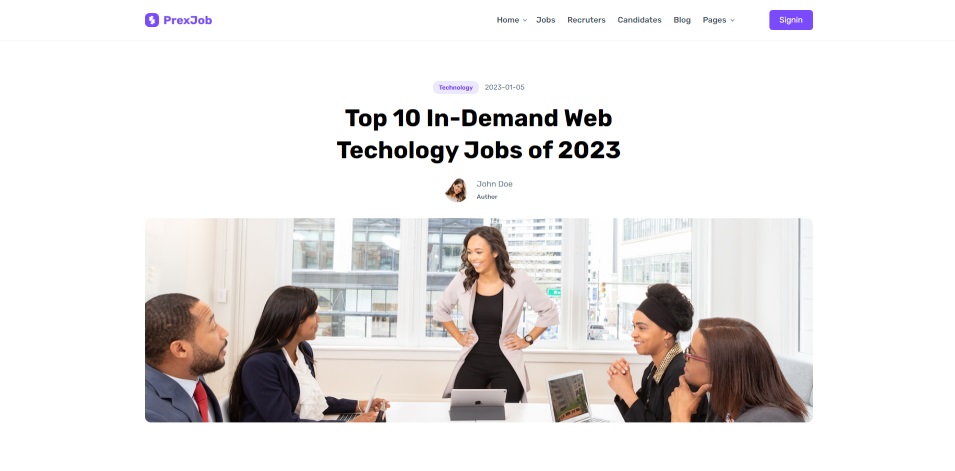 PrexJob
Home Jobs Recruters Candidates Blog Pages
Signin
Technology 2023-01-05
Top 10 In-Demand Web
Techology Jobs of 2023
John Doe
Author